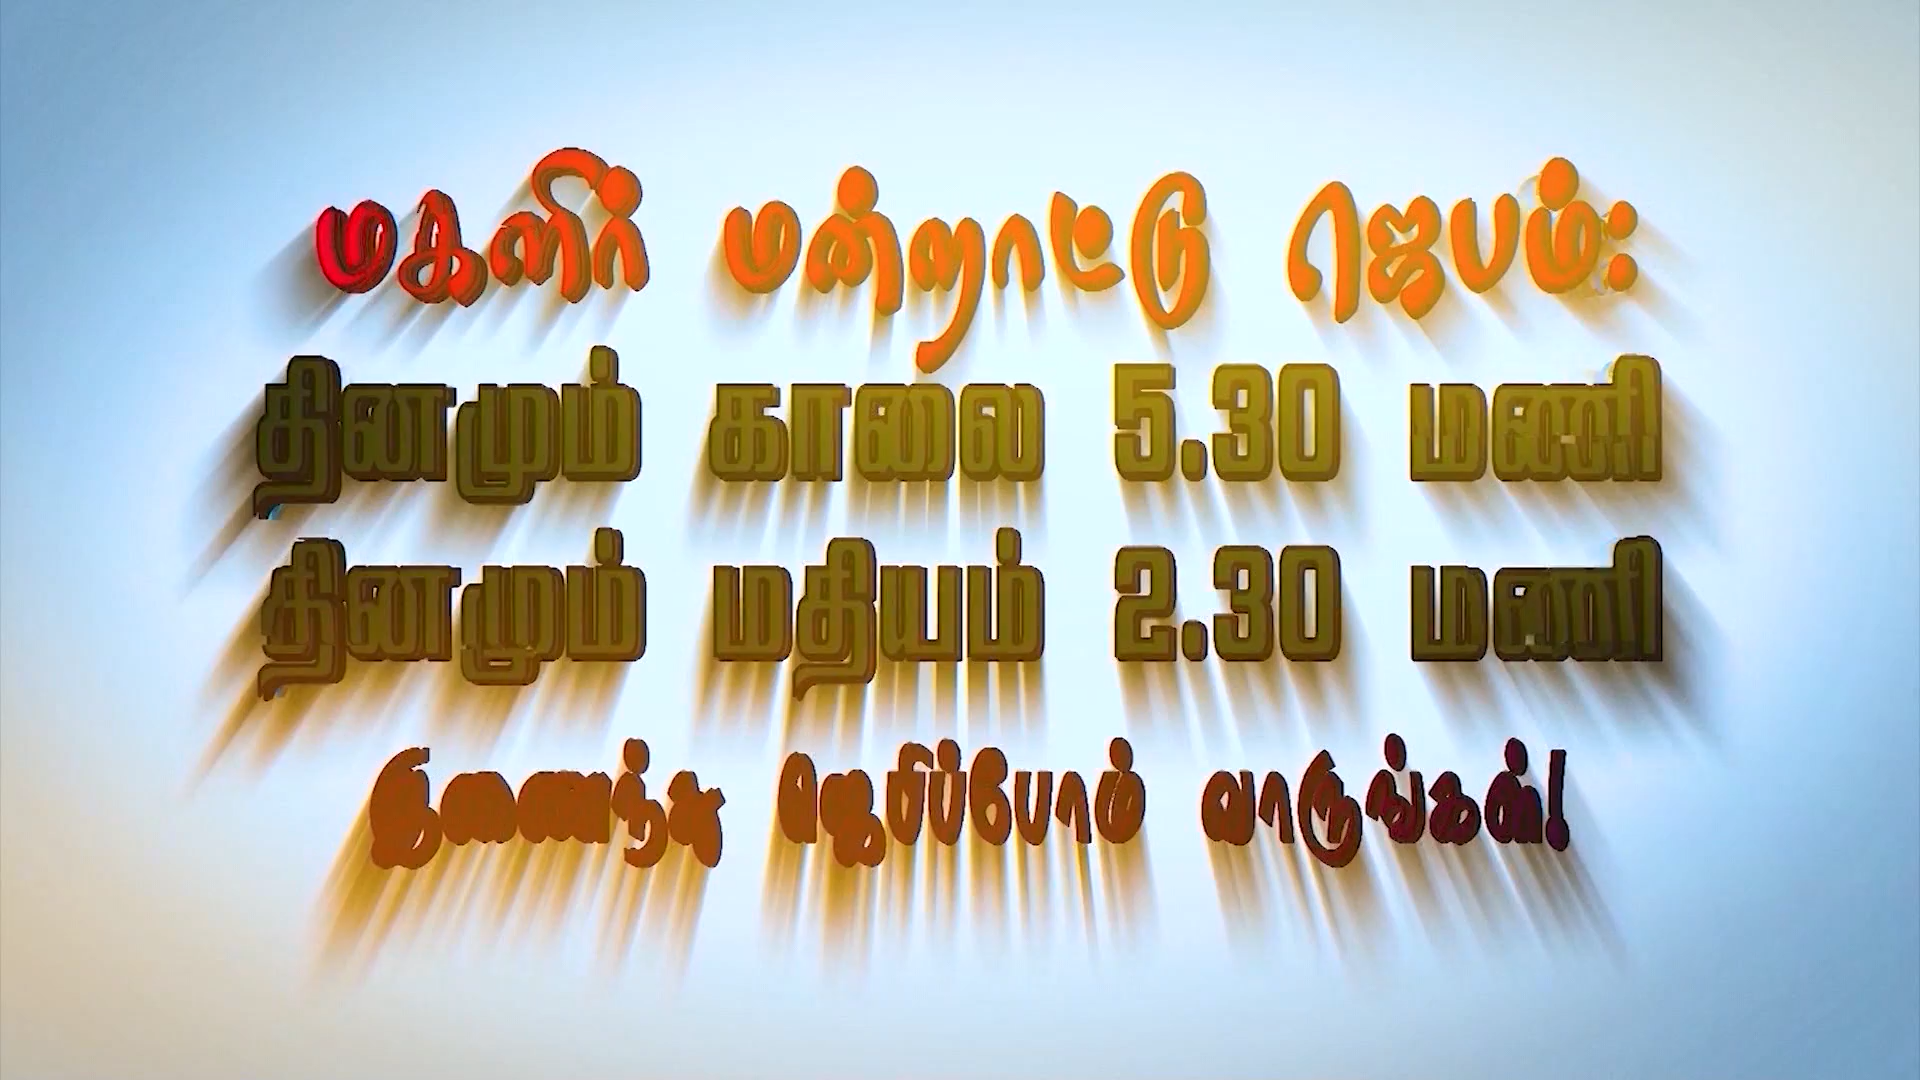 மகளிர் மன்றாட்டு ஜெபம்:
தினமும் காலை 5.30 மணி
தினமும் மதியம் 2.30 மணி
இணைந்து ஜெபிப்போம் வாருங்கள்!